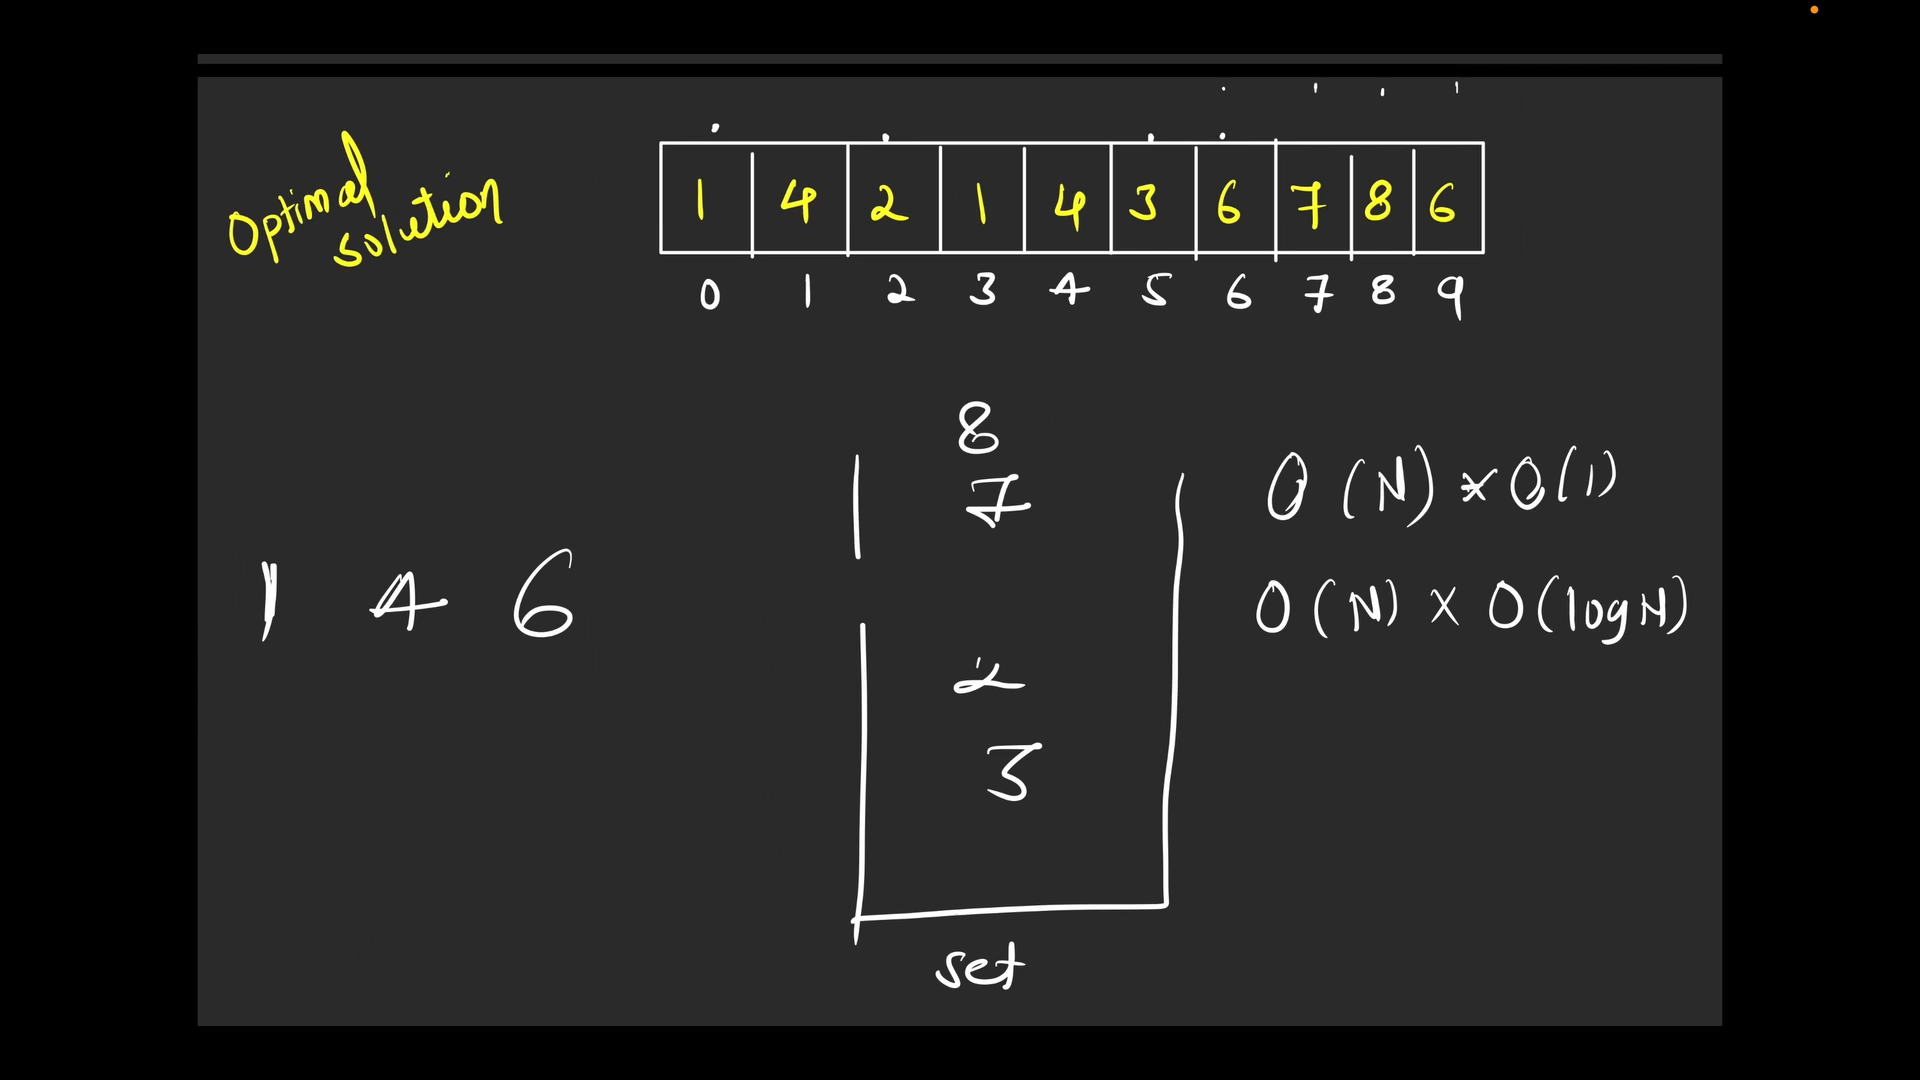 Optimal
solution
1 4 2 1 4 3 6 7 8 6
0 1 2 3 4 5 6 7 8 9
8
7
O (N) x O(1)
1 4 6
O (N) x O(log N)
2
3
set